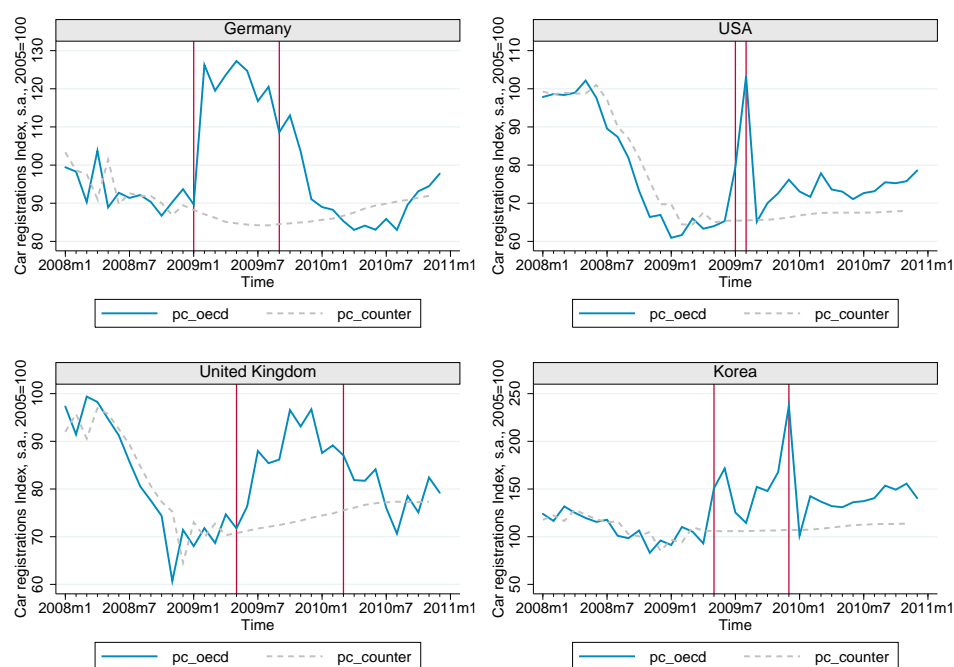 Germany
Car registrations Index, s.a., 2005=100
80 90 100 110 120 130
2008m1 2008m7 2009m1 2009m7 2010m1 2010m7 2011m1
Time
pc_oecd pc_counter
USA
Car registrations Index, s.a., 2005=100
60 70 80 90 100 110
2008m1 2008m7 2009m1 2009m7 2010m1 2010m7 2011m1
Time
pc_oecd pc_counter
United Kingdom
Car registrations Index, s.a., 2005=100
60 70 80 90 100
2008m1 2008m7 2009m1 2009m7 2010m1 2010m7 2011m1
Time
pc_oecd pc_counter
Korea
Car registrations Index, s.a., 2005=100
50 100 150 200 250
2008m1 2008m7 2009m1 2009m7 2010m1 2010m7 2011m1
Time
pc_oecd pc_counter